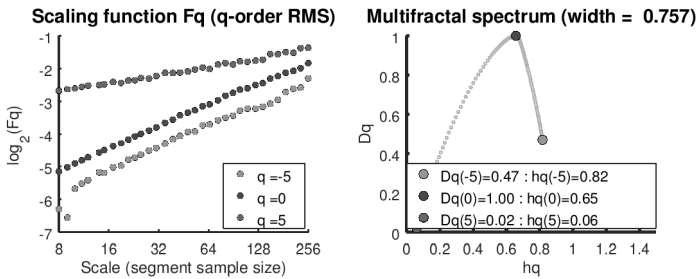 Scaling function Fq (q-order RMS)
-1
-2
-3
-4
-5
-6
-7
log2(Fq)
8 16 32 64 128 256
Scale (segment sample size)
q =-5
q =0
q =5
Multifractal spectrum (width = 0.757)
1
0.8
0.6
0.4
0.2
0
Dq
0 0.2 0.4 0.6 0.8 1 1.2 1.4
hq
Dq(-5)=0.47 : hq(-5)=0.82
Dq(0)=1.00 : hq(0)=0.65
Dq(5)=0.02 : hq(5)=0.06